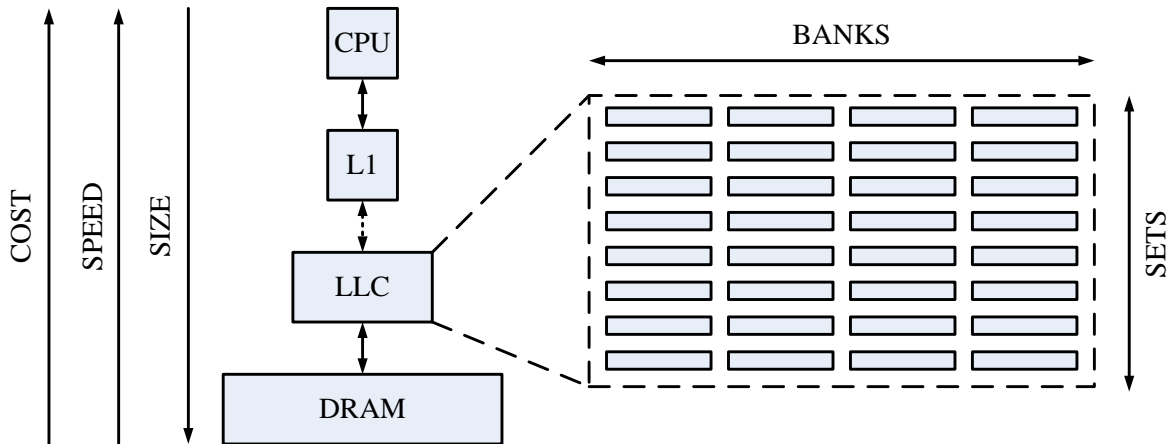 COST
SPEED
SIZE
CPU
L1
LLC
DRAM
BANKS
SETS